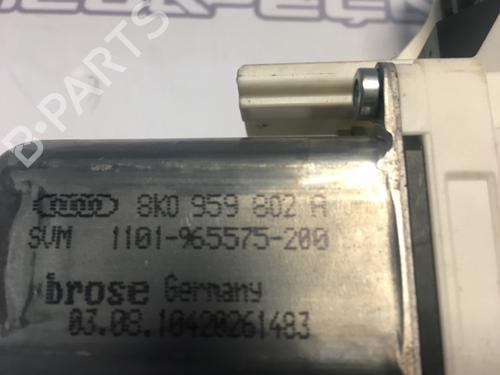 B-PARTS
8K0 959 802 A
SVM 1101-965575-200
brose Germany
03.08.10420261483